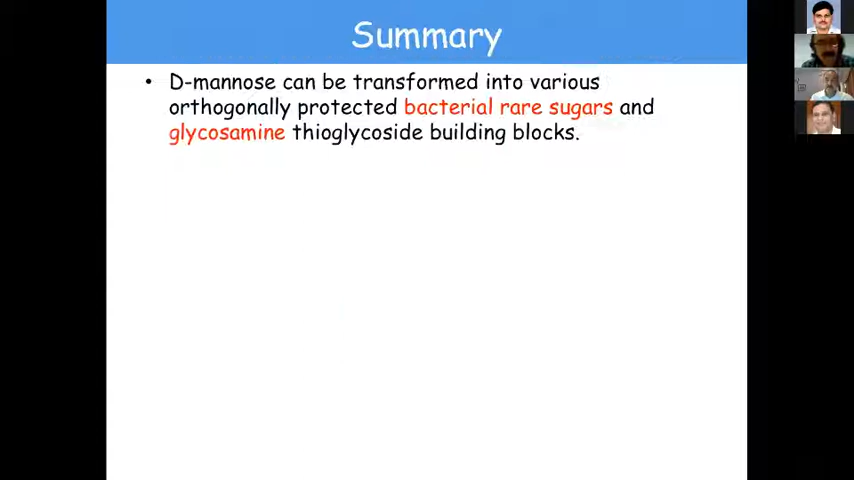 Summary
• D-mannose can be transformed into various
orthogonally protected bacterial rare sugars and
glycosamine thioglycoside building blocks.